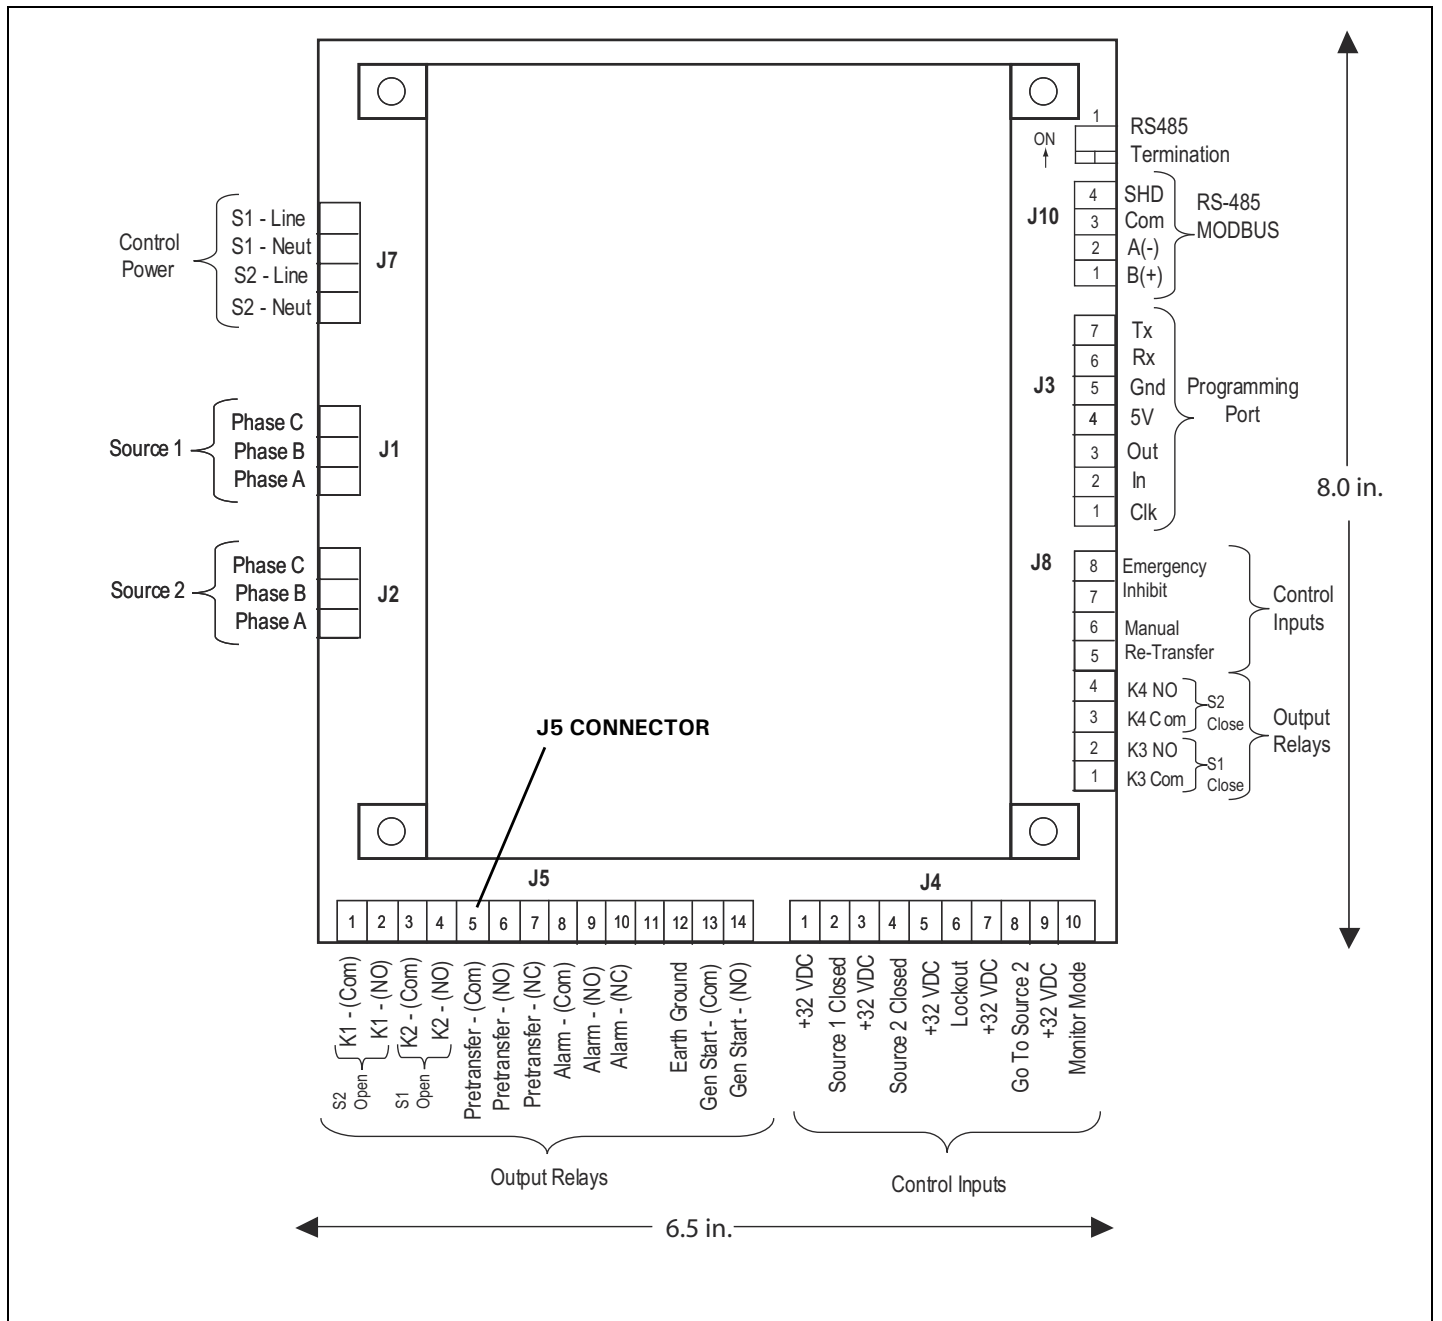 1
RS485
Termination
ON
J10
4 SHD
3 Com
2 A(-)
1 B(+)
RS-485
MODBUS
Control
Power
S1 - Line
S1 - Neut
S2 - Line
S2 - Neut
J7
J3
7 Tx
6 Rx
5 Gnd
4 5V
3 Out
2 In
1 Clk
Programming
Port
Source 1
Phase C
Phase B
Phase A
J1
8.0 in.
Source 2
Phase C
Phase B
Phase A
J2
J8
8 Emergency
7 Inhibit
6 Manual
5 Re-Transfer
Control
Inputs
4 K4 NO
3 K4 Com
S2
Close
2 K3 NO
1 K3 Com
S1
Close
Output
Relays
J5 CONNECTOR
J5
1 2 3 4 5 6 7 8 9 10 11 12 13 14
K1 - (Com)
K1 - (NO)
S2
Open
K2 - (Com)
K2 - (NO)
S1
Open
Pretransfer - (Com)
Pretransfer - (NO)
Pretransfer - (NC)
Alarm - (Com)
Alarm - (NO)
Alarm - (NC)
Earth Ground
Gen Start - (Com)
Gen Start - (NO)
Output Relays
J4
1 2 3 4 5 6 7 8 9 10
+32 VDC
Source 1 Closed
+32 VDC
Source 2 Closed
+32 VDC
Lockout
+32 VDC
Go To Source 2
+32 VDC
Monitor Mode
Control Inputs
6.5 in.